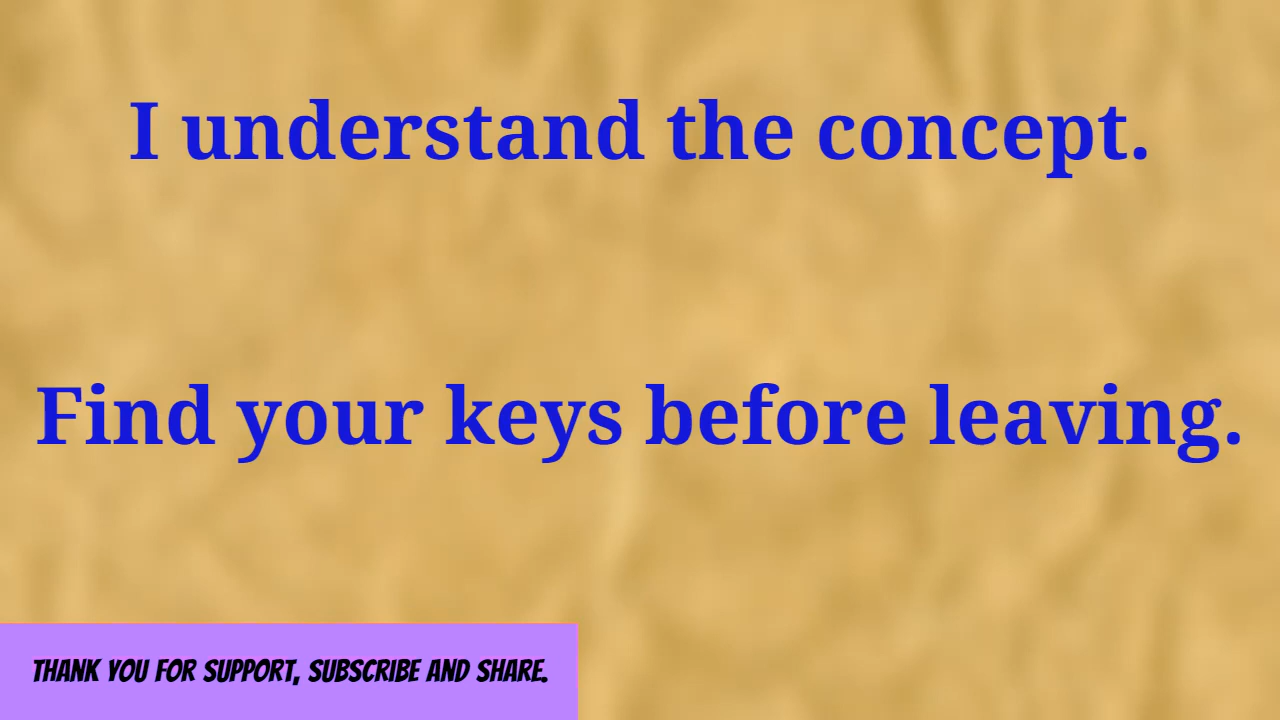 I understand the concept.
Find your keys before leaving.
THANK YOU FOR SUPPORT, SUBSCRIBE AND SHARE.